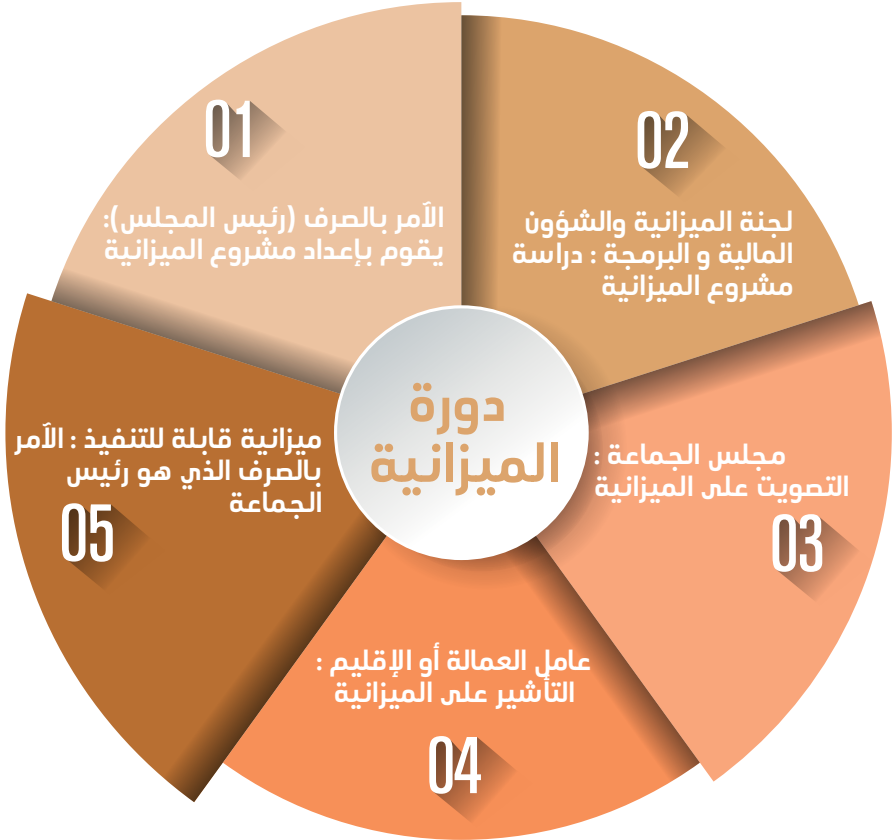 دورة
الميزانية
01
الآمر بالصرف (رئيس المجلس):
يقوم بإعداد مشروع الميزانية
02
لجنة الميزانية والشؤون
المالية و البرمجة : دراسة
مشروع الميزانية
مجلس الجماعة :
التصويت على الميزانية
03
عامل العمالة أو الإقليم :
التأشير على الميزانية
04
ميزانية قابلة للتنفيذ : الآمر
بالصرف الذي هو رئيس
الجماعة
05